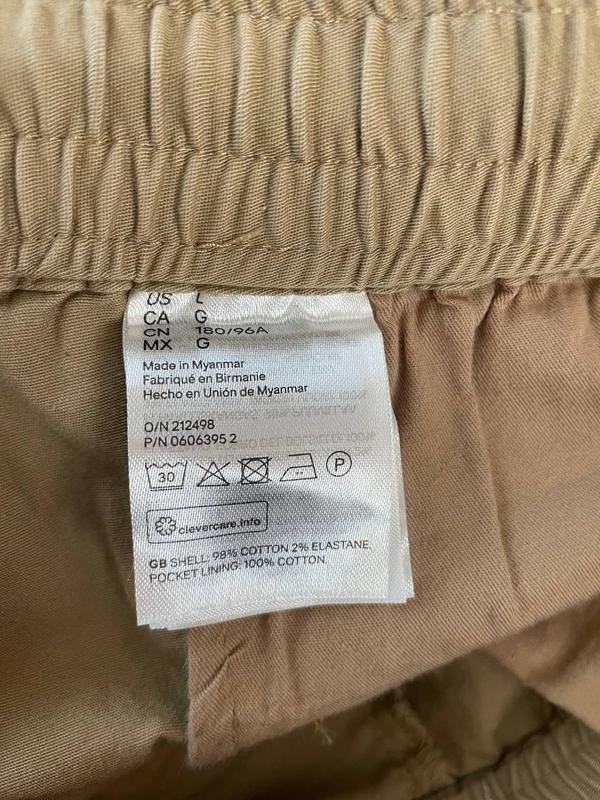 US L
CA G
CN 180/96A
MX G
Made in Myanmar
Fabriqué en Birmanie
Hecho en Unión de Myanmar
O/N 212498
P/N 0606395 2
30 P
clevercare.info
GB SHELL: 98% COTTON 2% ELASTANE.
POCKET LINING: 100% COTTON.